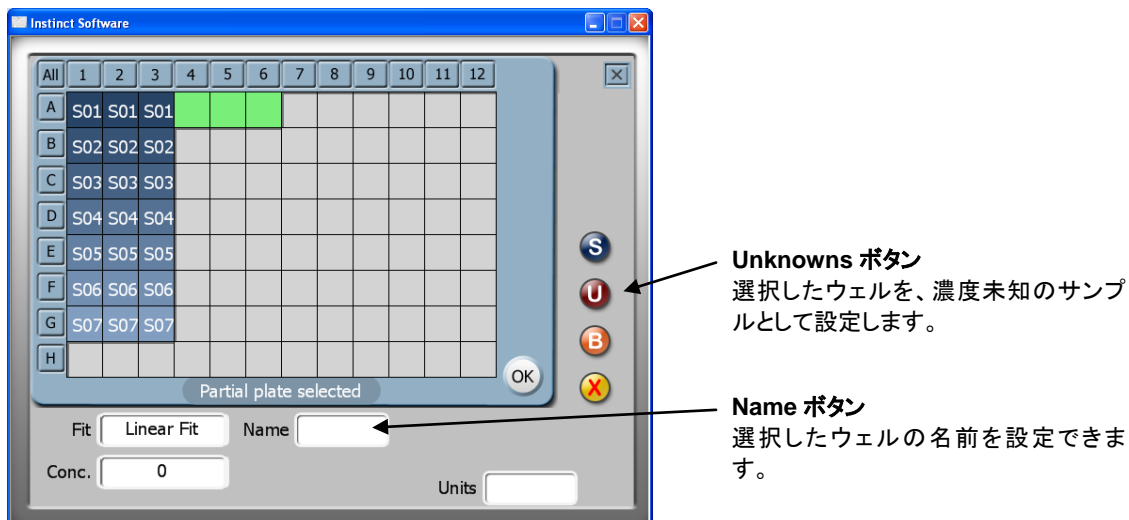 Instinct Software
All 1 2 3 4 5 6 7 8 9 10 11 12
A S01 S01 S01
B S02 S02 S02
C S03 S03 S03
D S04 S04 S04
E S05 S05 S05
F S06 S06 S06
G S07 S07 S07
H
S
U
B
X
OK
Partial plate selected
Fit Linear Fit Name
Conc. 0
Units
Unknowns ボタン
選択したウェルを、濃度未知のサンプ
ルとして設定します。
Name ボタン
選択したウェルの名前を設定できま
す。